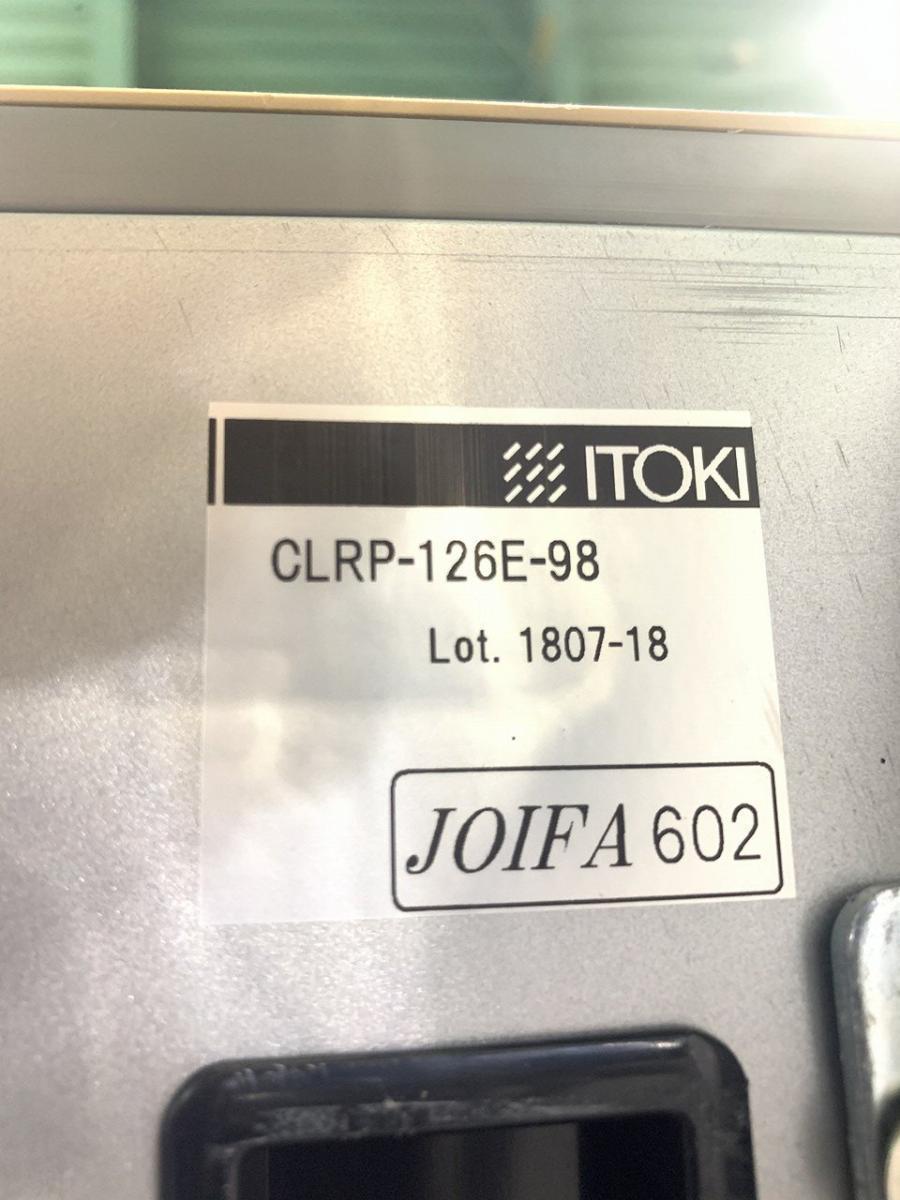 ITOKI
CLRP-126E-98
Lot. 1807-18
JOIFA 602